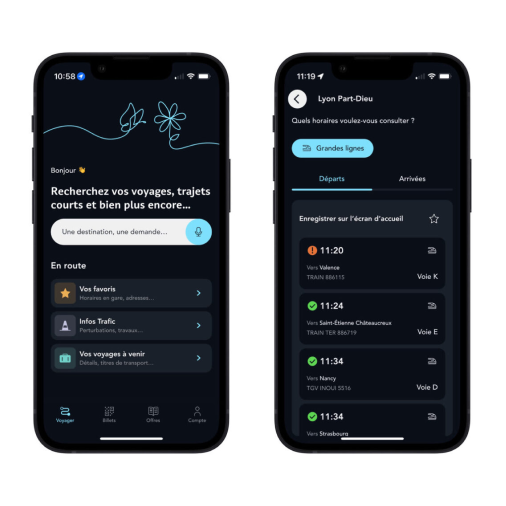 10:58
Bonjour 👋
Recherchez vos voyages, trajets
courts et bien plus encore...
Une destination, une demande...
En route
Vos favoris
Horaires en gare, adresses...
Infos Trafic
Perturbations, travaux...
Vos voyages à venir
Détails, titres de transport...
Voyager
Billets
Offres
Compte
11:19
Lyon Part-Dieu
Quels horaires voulez-vous consulter ?
Grandes lignes
Départs
Arrivées
Enregistrer sur l'écran d'accueil
11:20
Vers Valence
TRAIN 886115
Voie K
11:24
Vers Saint-Étienne Châteaucreux
TRAIN TER 886719
Voie E
11:34
Vers Nancy
TGV INOUI 5516
Voie D
11:34
Vers Strasbourg